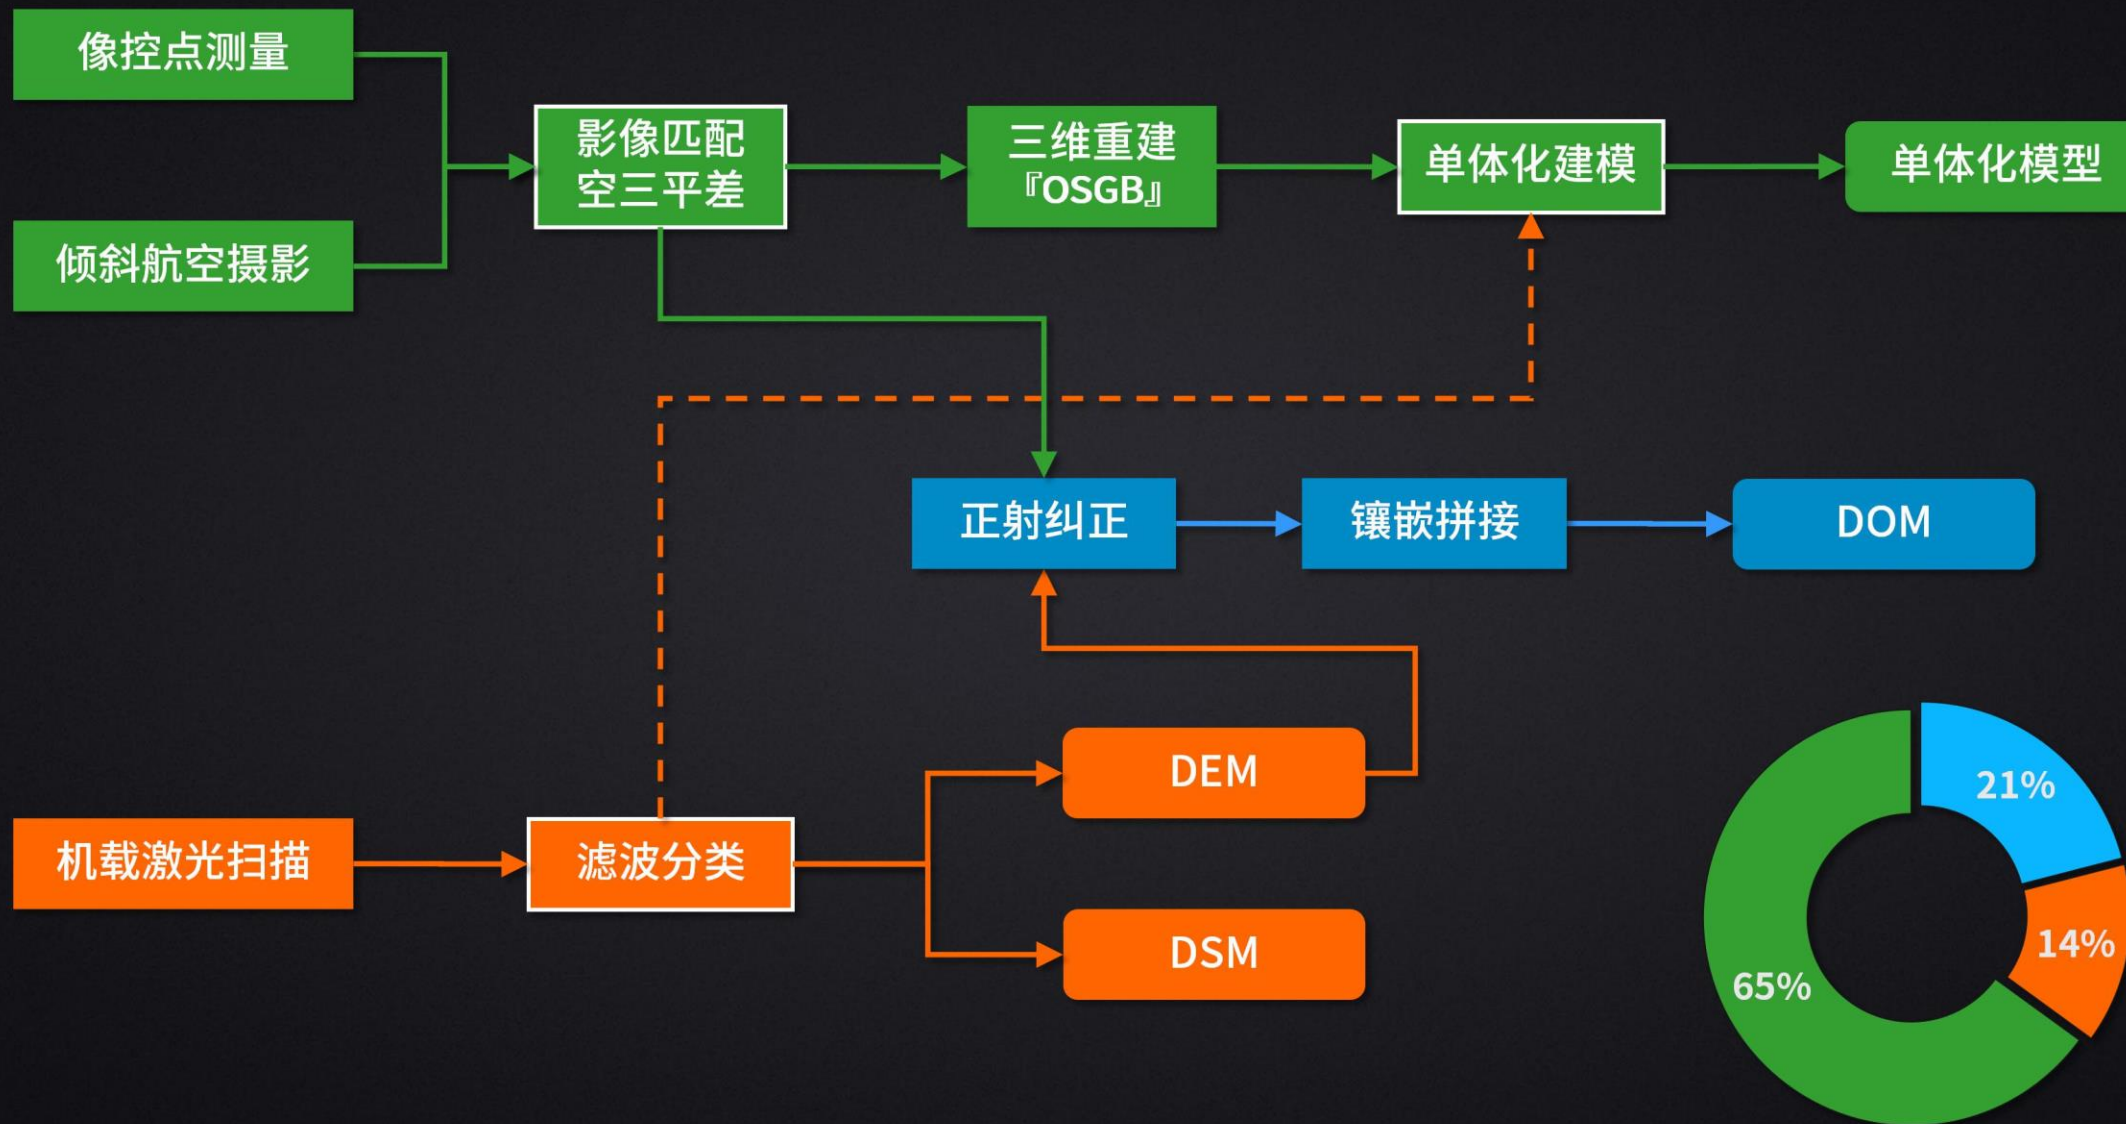 像控点测量
倾斜航空摄影
影像匹配
空三平差
三维重建
『OSGB』
单体化建模
单体化模型
正射纠正
镶嵌拼接
DOM
DEM
机载激光扫描
滤波分类
DSM
21%
14%
65%